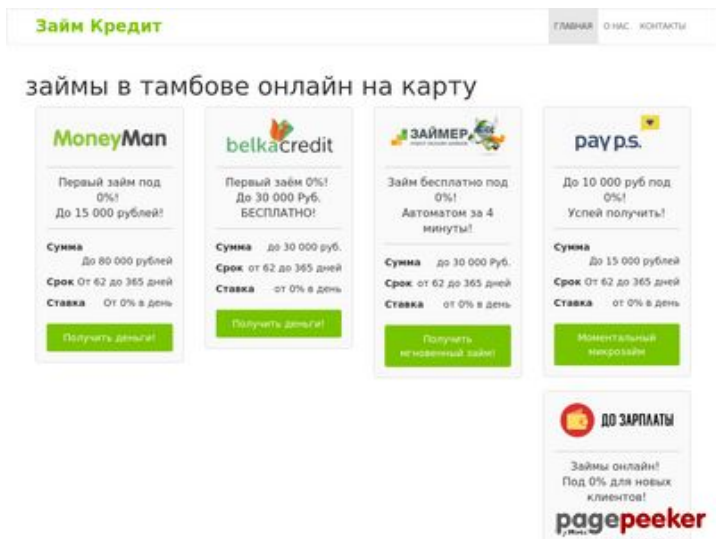 Займ Кредит
ГЛАВНАЯ О НАС. КОНТАКТЫ
займы в тамбове онлайн на карту
MoneyMan
Первый займ под
0%!
До 15 000 рублей!
Сумма
До 80 000 рублей
Срок От 62 до 365 дней
Ставка От 0% в день
Получить деньги!
belkacredit
Первый заём 0%!
До 30 000 Руб.
БЕСПЛАТНО!
Сумма до 30 000 руб.
Срок от 62 до 365 дней
Ставка от 0% в день
Получить деньги!
ЗАЙМЕР
Займ бесплатно под
0%!
Автоматом за 4
минуты!
Сумма до 30 000 Руб.
Срок от 62 до 365 дней
Ставка от 0% в день
Получить
мгновенный займ!
pay p.s.
До 10 000 руб под
0%!
Успей получить!
Сумма
До 15 000 рублей
Срок От 62 до 365 дней
Ставка от 0% в день
Моментальный
микрозайм
ДО ЗАРПЛАТЫ
Займы онлайн!
Под 0% для новых
клиентов!
pagepeeker